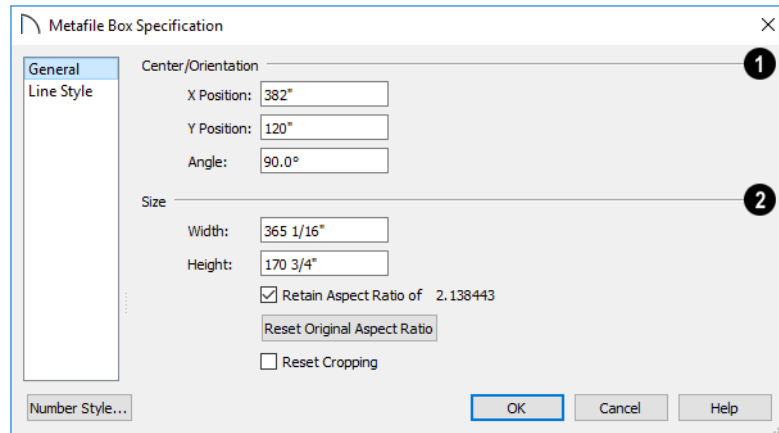 Metafile Box Specification
General
Line Style
Center/Orientation
1
X Position: 382"
Y Position: 120"
Angle: 90.0°
Size
2
Width: 365 1/16"
Height: 170 3/4"
Retain Aspect Ratio of 2.138443
Reset Original Aspect Ratio
Reset Cropping
Number Style... OK Cancel Help